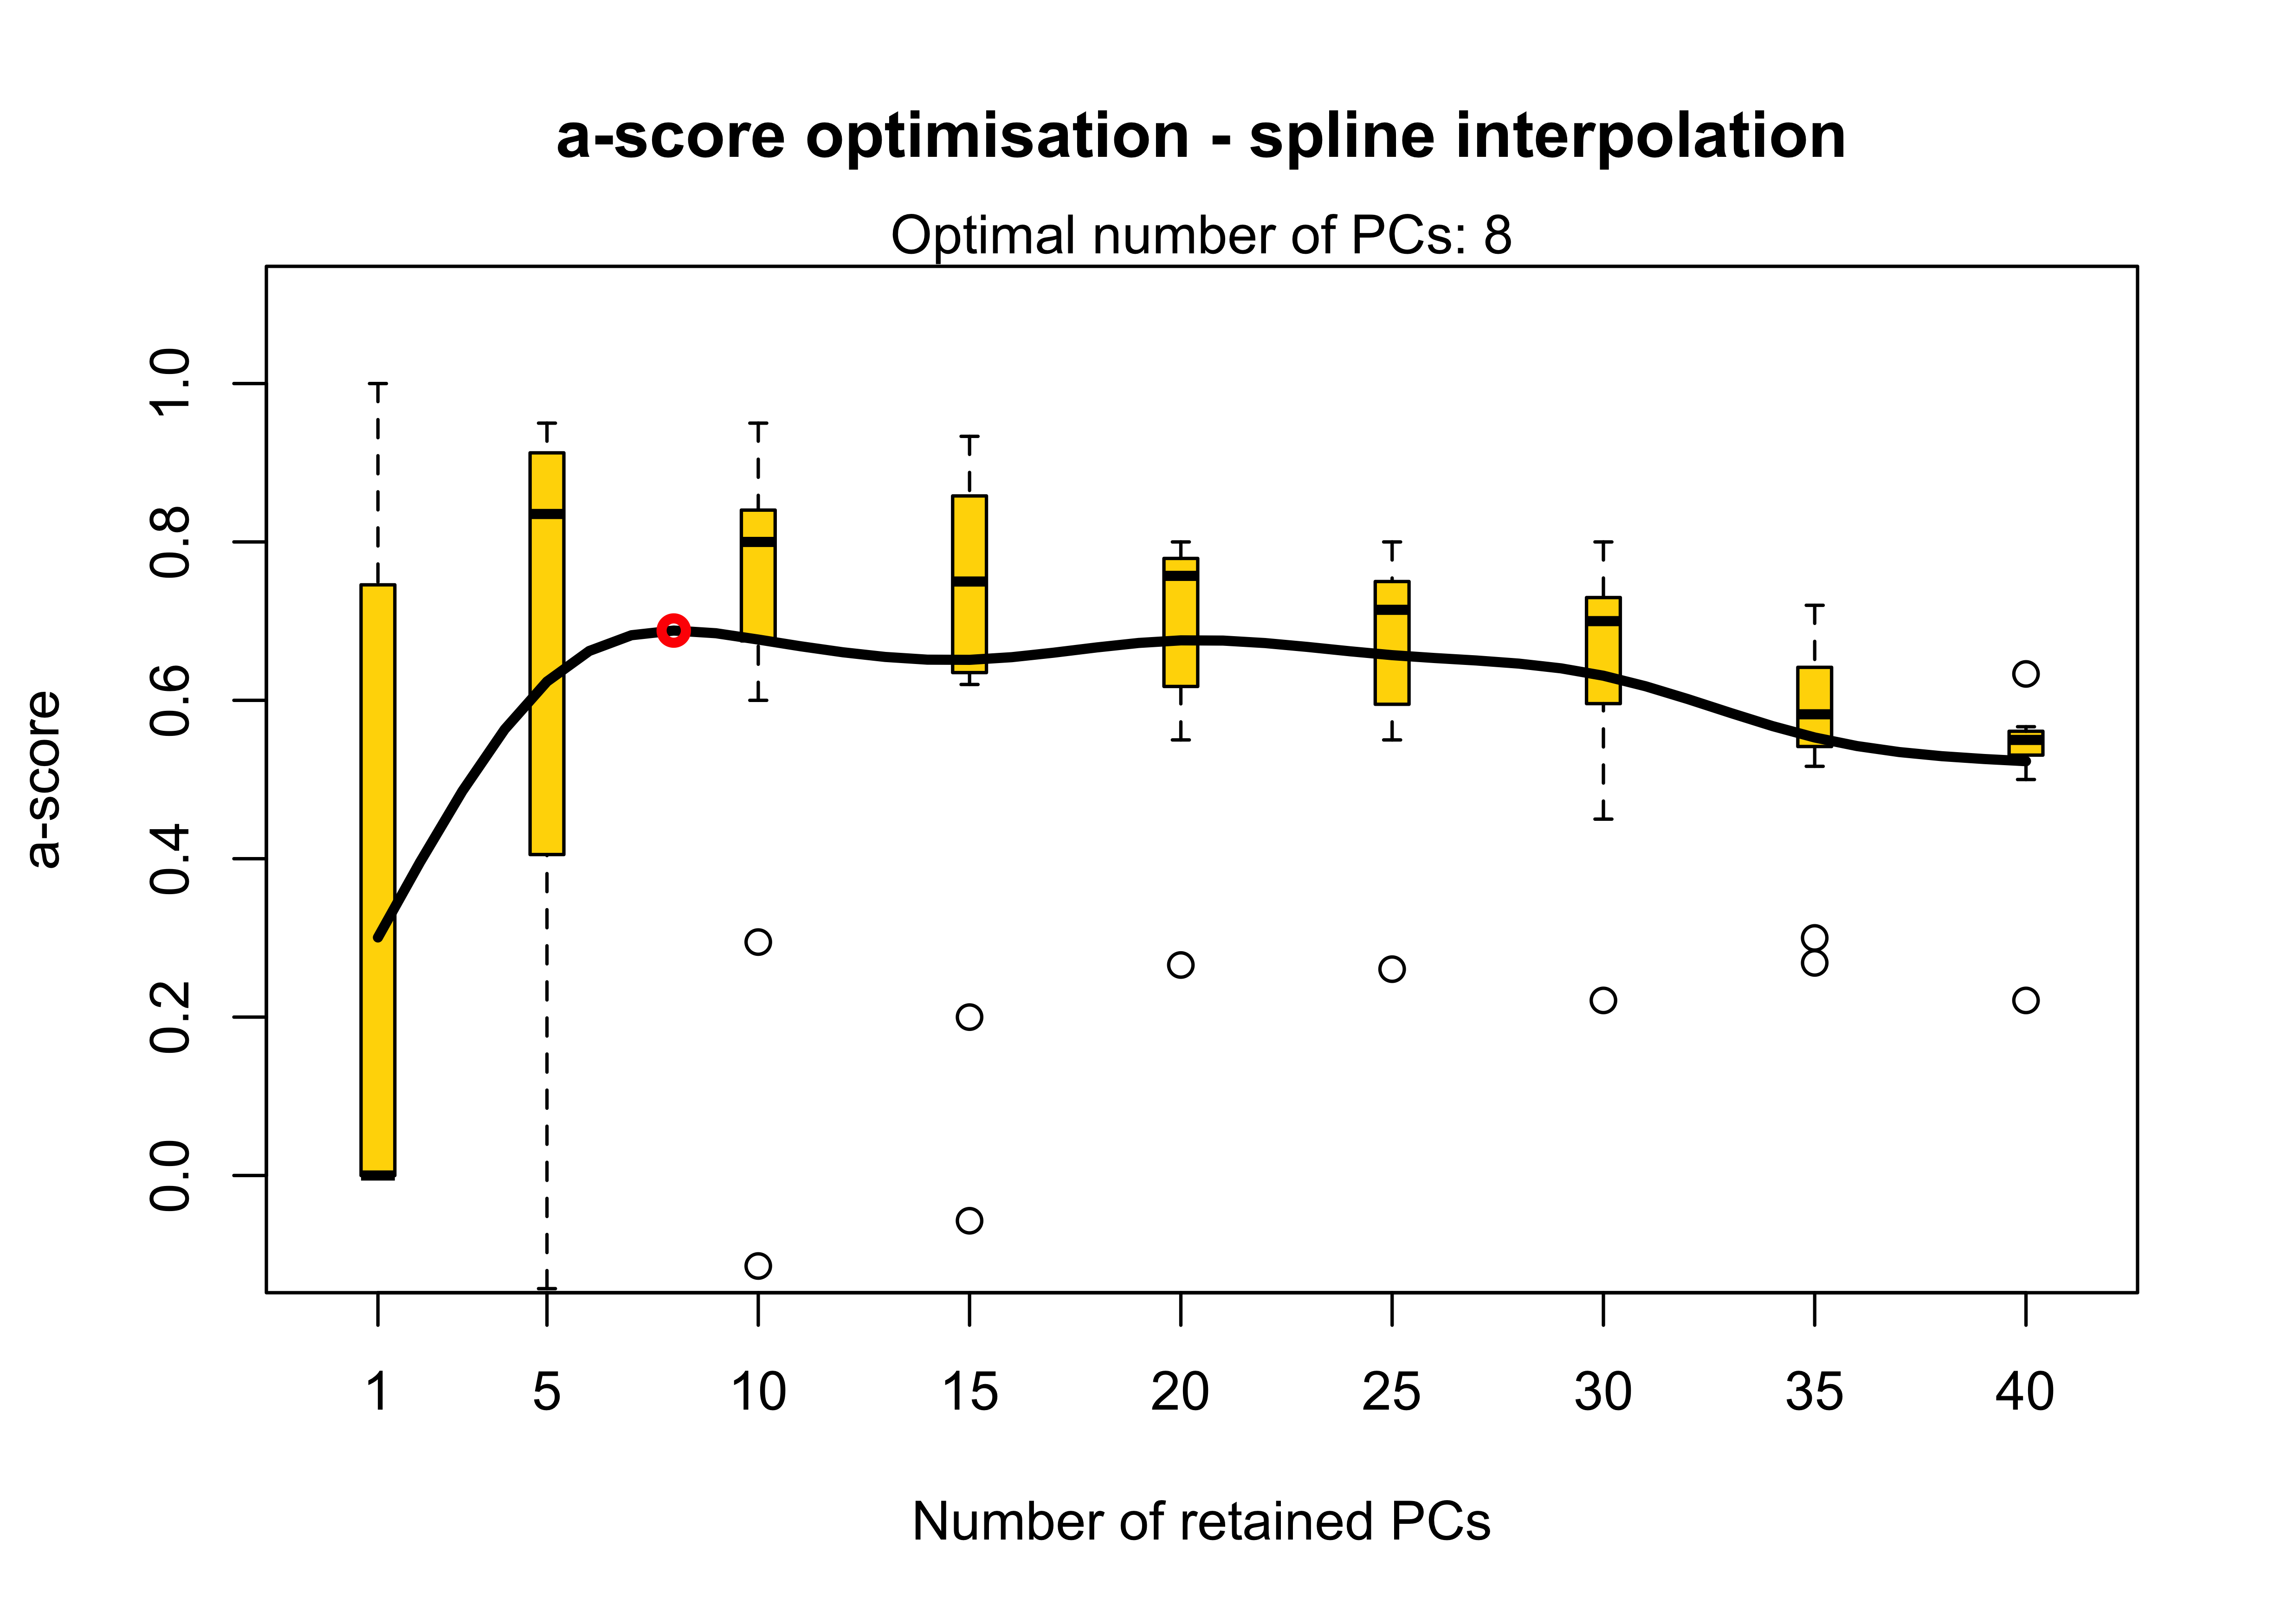 a-score optimisation - spline interpolation
Optimal number of PCs: 8
a-score
1.0
0.8
0.6
0.4
0.2
0.0
1 5 10 15 20 25 30 35 40
Number of retained PCs